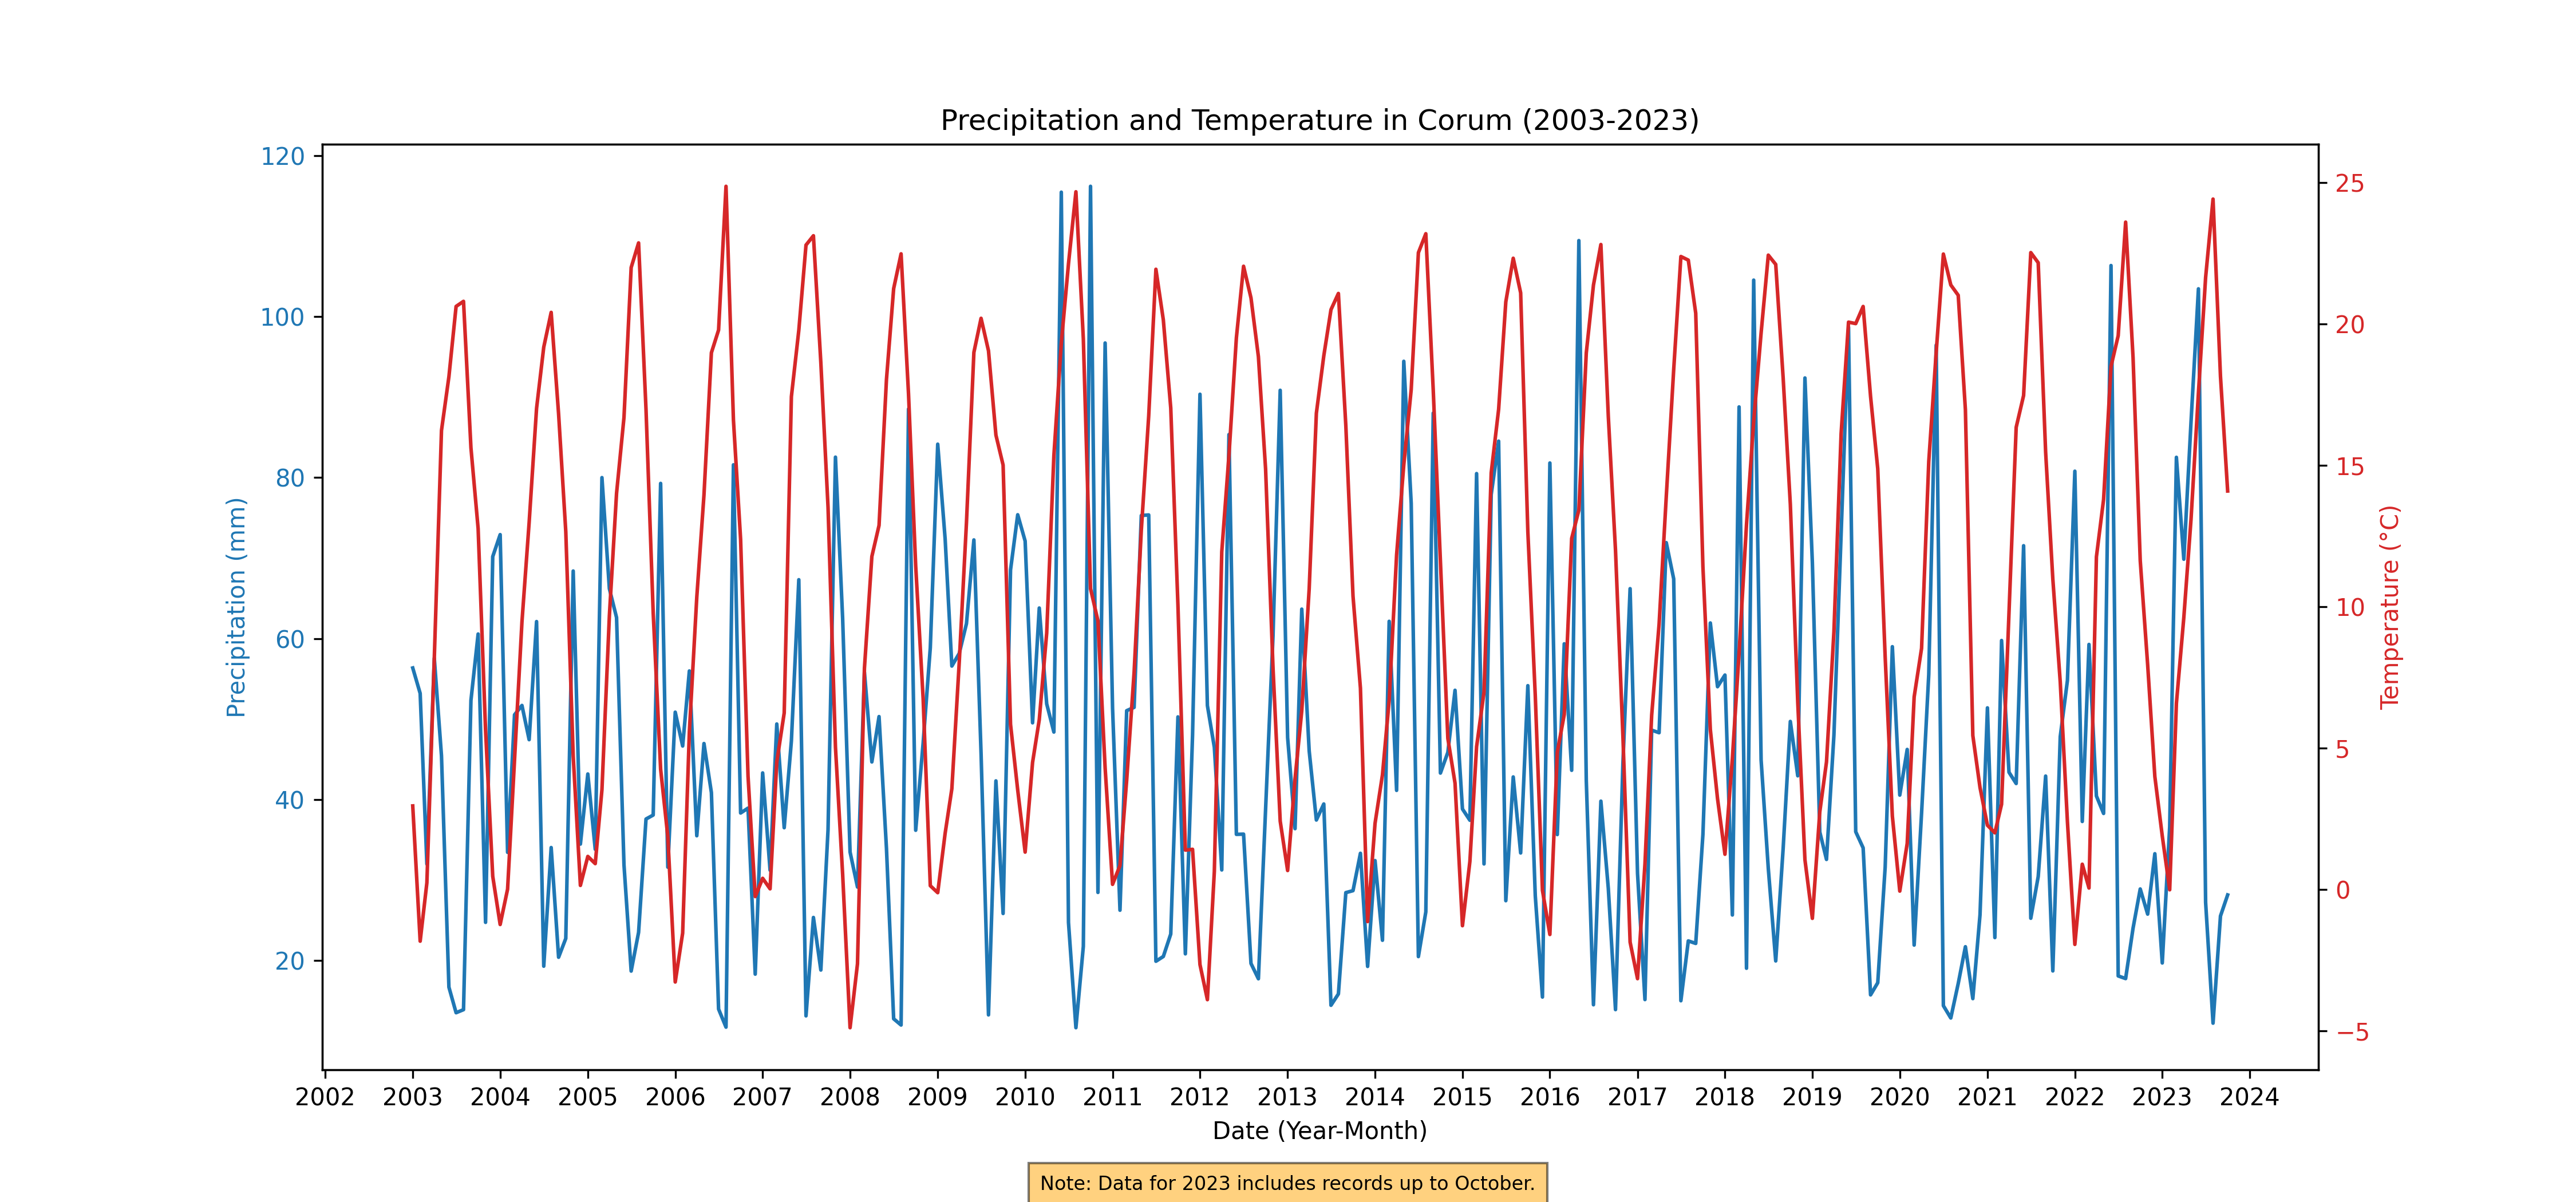 Precipitation and Temperature in Corum (2003-2023)
120
100
80
60
40
20
Precipitation (mm)
25
20
15
10
5
0
−5
Temperature (°C)
2002 2003 2004 2005 2006 2007 2008 2009 2010 2011 2012 2013 2014 2015 2016 2017 2018 2019 2020 2021 2022 2023 2024
Date (Year-Month)
Note: Data for 2023 includes records up to October.